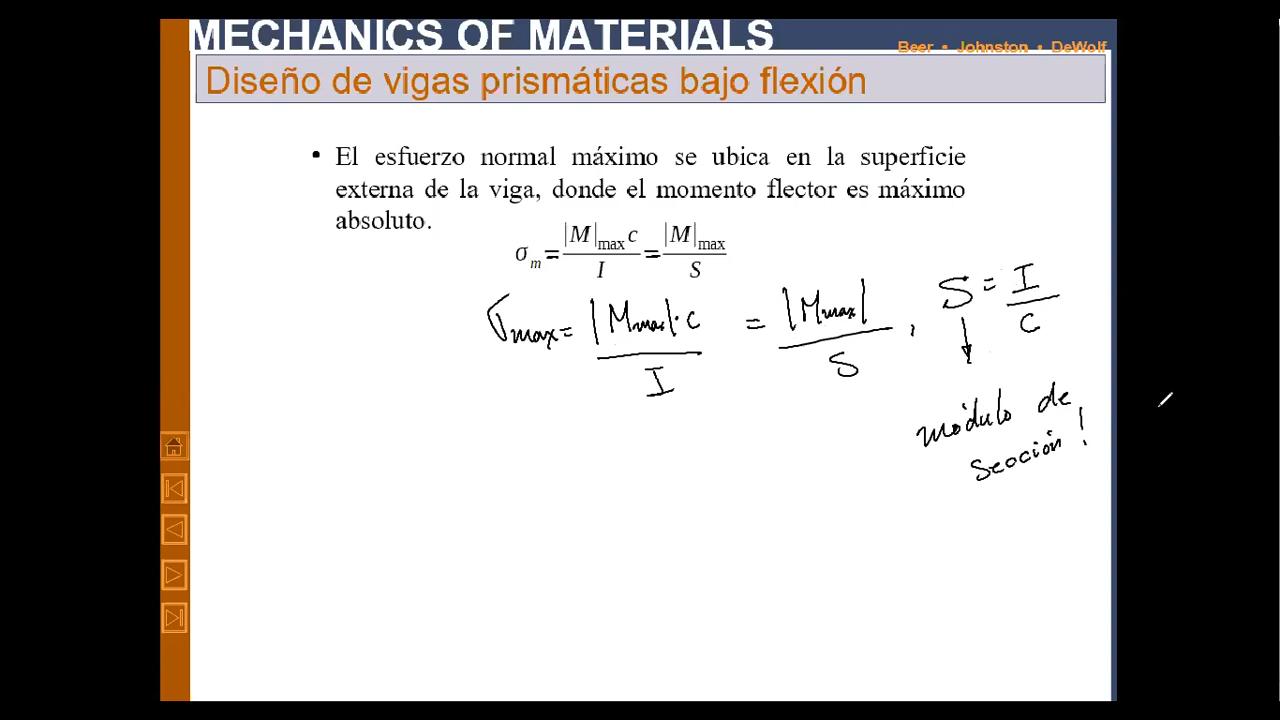 MECHANICS OF MATERIALS
Beer • Johnston • DeWolf
Diseño de vigas prismáticas bajo flexión
• El esfuerzo normal máximo se ubica en la superficie
externa de la viga, donde el momento flector es máximo
absoluto.
σm = |M|max c / I = |M|max / S
σmax = |Mmax|·c / I = |Mmax| / S , S = I / c
módulo de
sección!